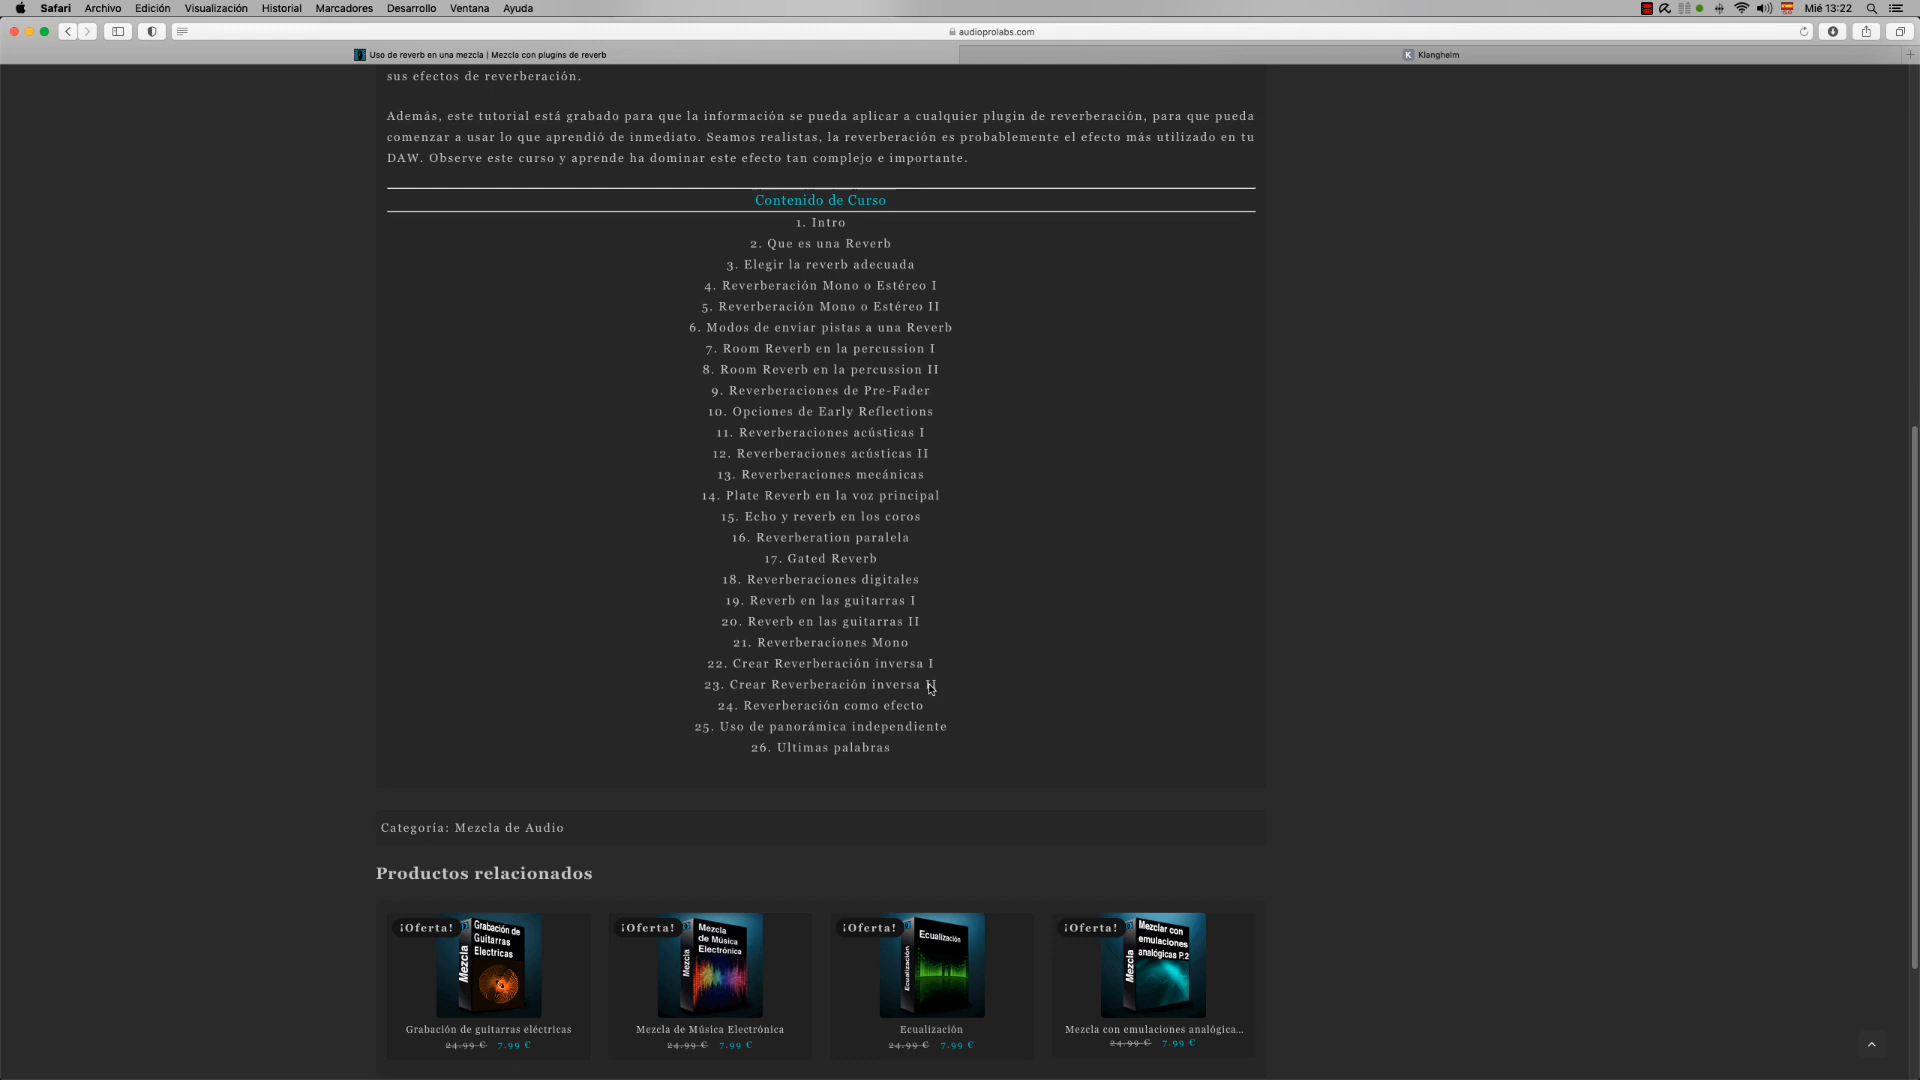 Safari Archivo Edición Visualización Historial Marcadores Desarrollo Ventana Ayuda Mié 13:22
audioprolabs.com
Uso de reverb en una mezcla | Mezcla con plugins de reverb
K Klanghelm
sus efectos de reverberación.
Además, este tutorial está grabado para que la información se pueda aplicar a cualquier plugin de reverberación, para que pueda
comenzar a usar lo que aprendió de inmediato. Seamos realistas, la reverberación es probablemente el efecto más utilizado en tu
DAW. Observe este curso y aprende ha dominar este efecto tan complejo e importante.
Contenido de Curso
1. Intro
2. Que es una Reverb
3. Elegir la reverb adecuada
4. Reverberación Mono o Estéreo I
5. Reverberación Mono o Estéreo II
6. Modos de enviar pistas a una Reverb
7. Room Reverb en la percussion I
8. Room Reverb en la percussion II
9. Reverberaciones de Pre-Fader
10. Opciones de Early Reflections
11. Reverberaciones acústicas I
12. Reverberaciones acústicas II
13. Reverberaciones mecánicas
14. Plate Reverb en la voz principal
15. Echo y reverb en los coros
16. Reverberation paralela
17. Gated Reverb
18. Reverberaciones digitales
19. Reverb en las guitarras I
20. Reverb en las guitarras II
21. Reverberaciones Mono
22. Crear Reverberación inversa I
23. Crear Reverberación inversa II
24. Reverberación como efecto
25. Uso de panorámica independiente
26. Ultimas palabras
Categoría: Mezcla de Audio
Productos relacionados
¡Oferta!
Grabación de
Guitarras
Electricas
Mezcla
Grabación de guitarras eléctricas
24.99 € 7.99 €
¡Oferta!
Mezcla
de Música
Electrónica
Mezcla
Mezcla de Música Electrónica
24.99 € 7.99 €
¡Oferta!
Ecualización
Ecualización
Ecualización
24.99 € 7.99 €
¡Oferta!
Mezclar con
emulaciones
analógicas P.2
Mezcla
Mezcla con emulaciones analógica...
24.99 € 7.99 €